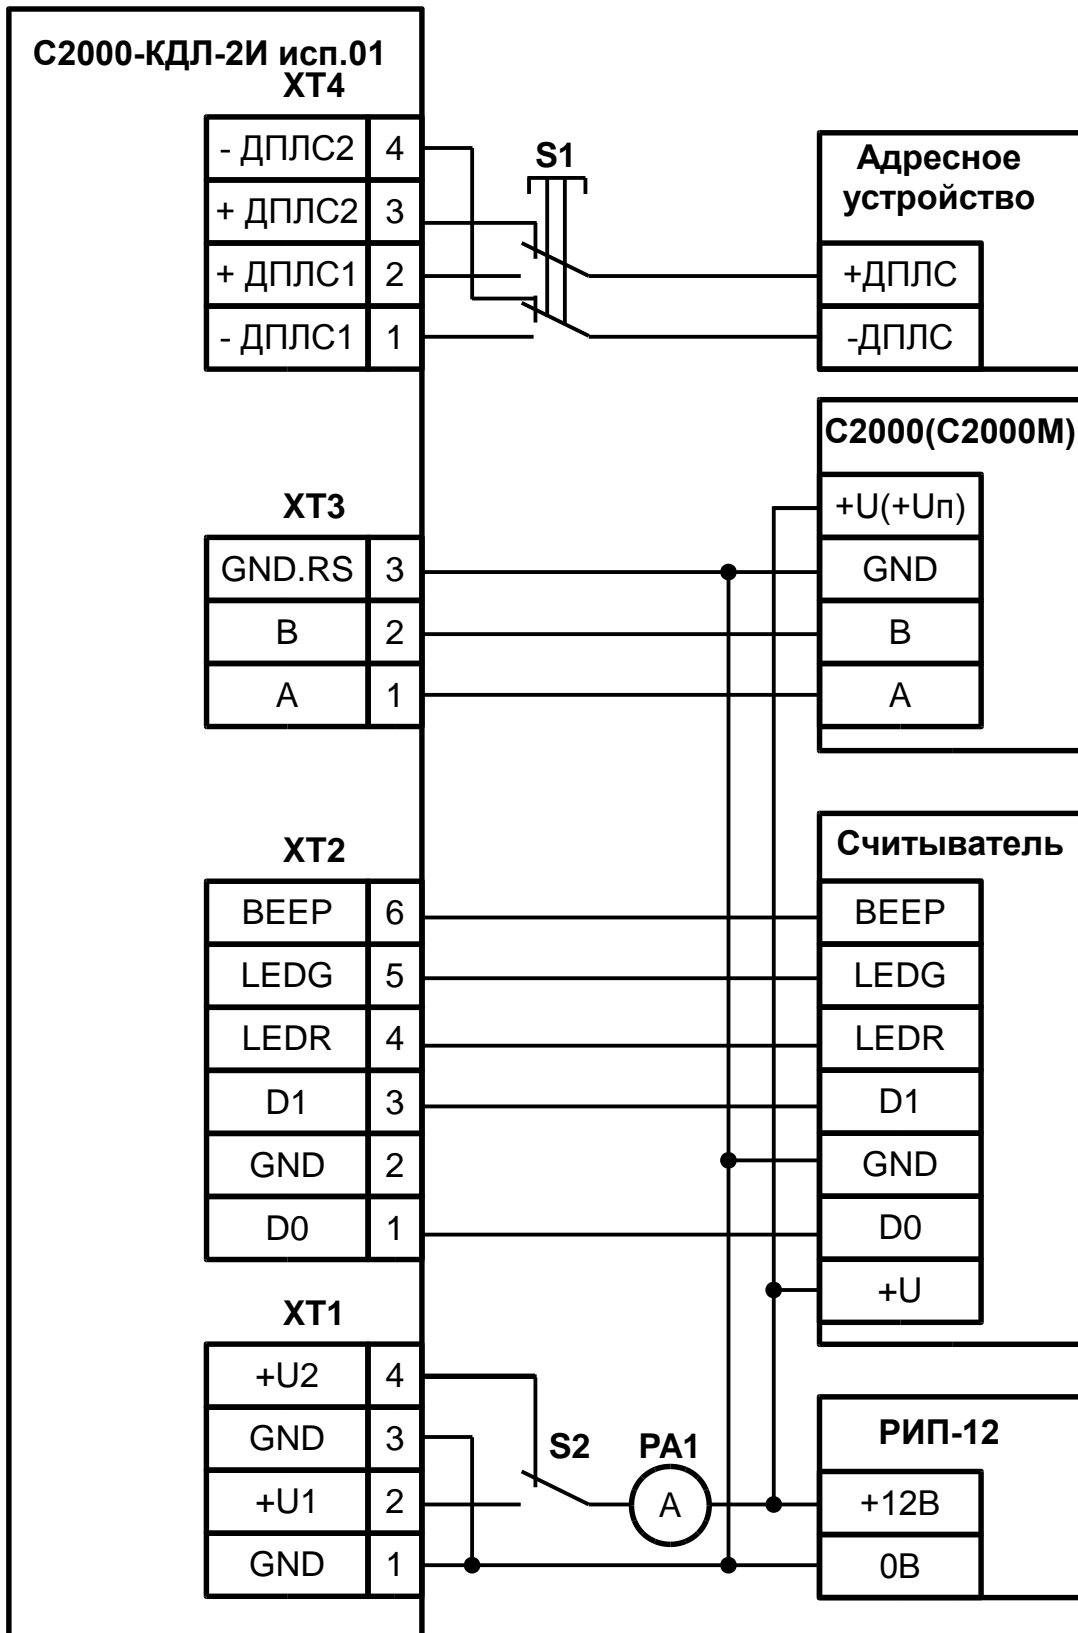 С2000-КДЛ-2И исп.01
XT4
- ДПЛС2 4
+ ДПЛС2 3
+ ДПЛС1 2
- ДПЛС1 1
S1
Адресное
устройство
+ДПЛС
-ДПЛС
С2000(С2000М)
+U(+Uп)
GND
B
A
XT3
GND.RS 3
B 2
A 1
XT2
BEEP 6
LEDG 5
LEDR 4
D1 3
GND 2
D0 1
Считыватель
BEEP
LEDG
LEDR
D1
GND
D0
+U
XT1
+U2 4
GND 3
+U1 2
GND 1
S2
PA1
A
РИП-12
+12В
0В